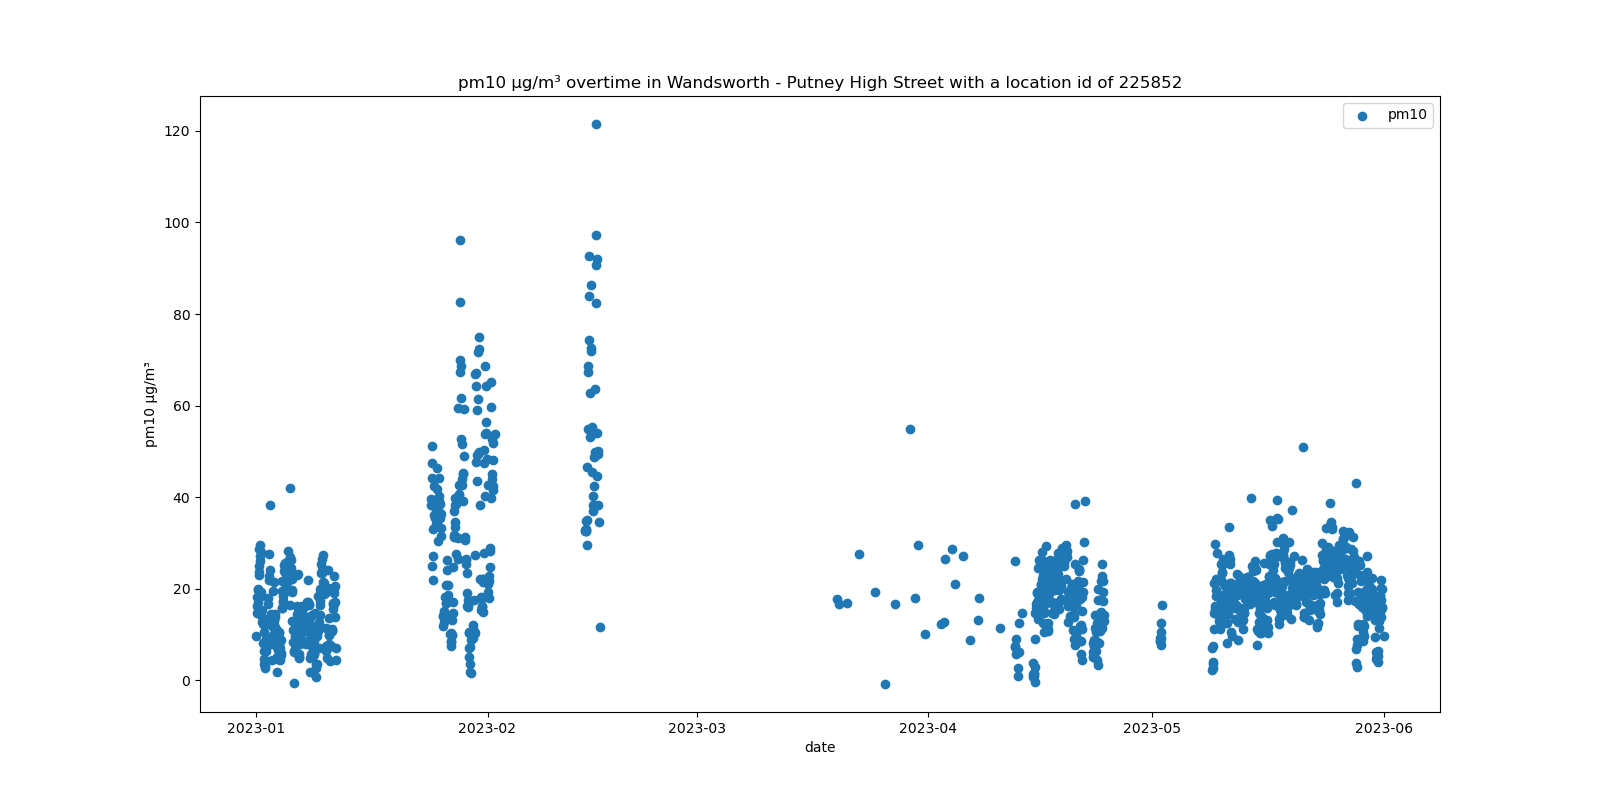 pm10 µg/m³ overtime in Wandsworth - Putney High Street with a location id of 225852
pm10
120
100
80
60
40
20
0
pm10 µg/m³
2023-01 2023-02 2023-03 2023-04 2023-05 2023-06
date